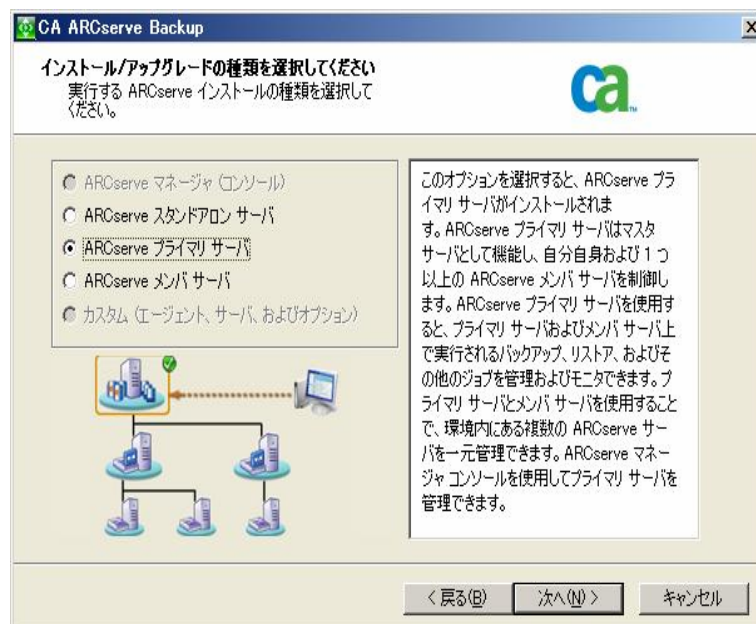 CA ARCserve Backup
インストール/アップグレードの種類を選択してください
実行する ARCserve インストールの種類を選択して
ください。
ca
ARCserve マネージャ (コンソール)
ARCserve スタンドアロン サーバ
ARCserve プライマリ サーバ
ARCserve メンバ サーバ
カスタム (エージェント、サーバ、およびオプション)
このオプションを選択すると、ARCserve プラ
イマリ サーバがインストールされま
す。ARCserve プライマリ サーバはマスタ
サーバとして機能し、自分自身および 1 つ
以上の ARCserve メンバ サーバを制御し
ます。ARCserve プライマリ サーバを使用す
ると、プライマリ サーバおよびメンバ サーバ上
で実行されるバックアップ、リストア、およびそ
の他のジョブを管理およびモニタできます。プ
ライマリ サーバとメンバ サーバを使用すること
で、環境内にある複数の ARCserve サー
バを一元管理できます。ARCserve マネー
ジャ コンソールを使用してプライマリ サーバを
管理できます。
< 戻る(B)
次へ(N) >
キャンセル